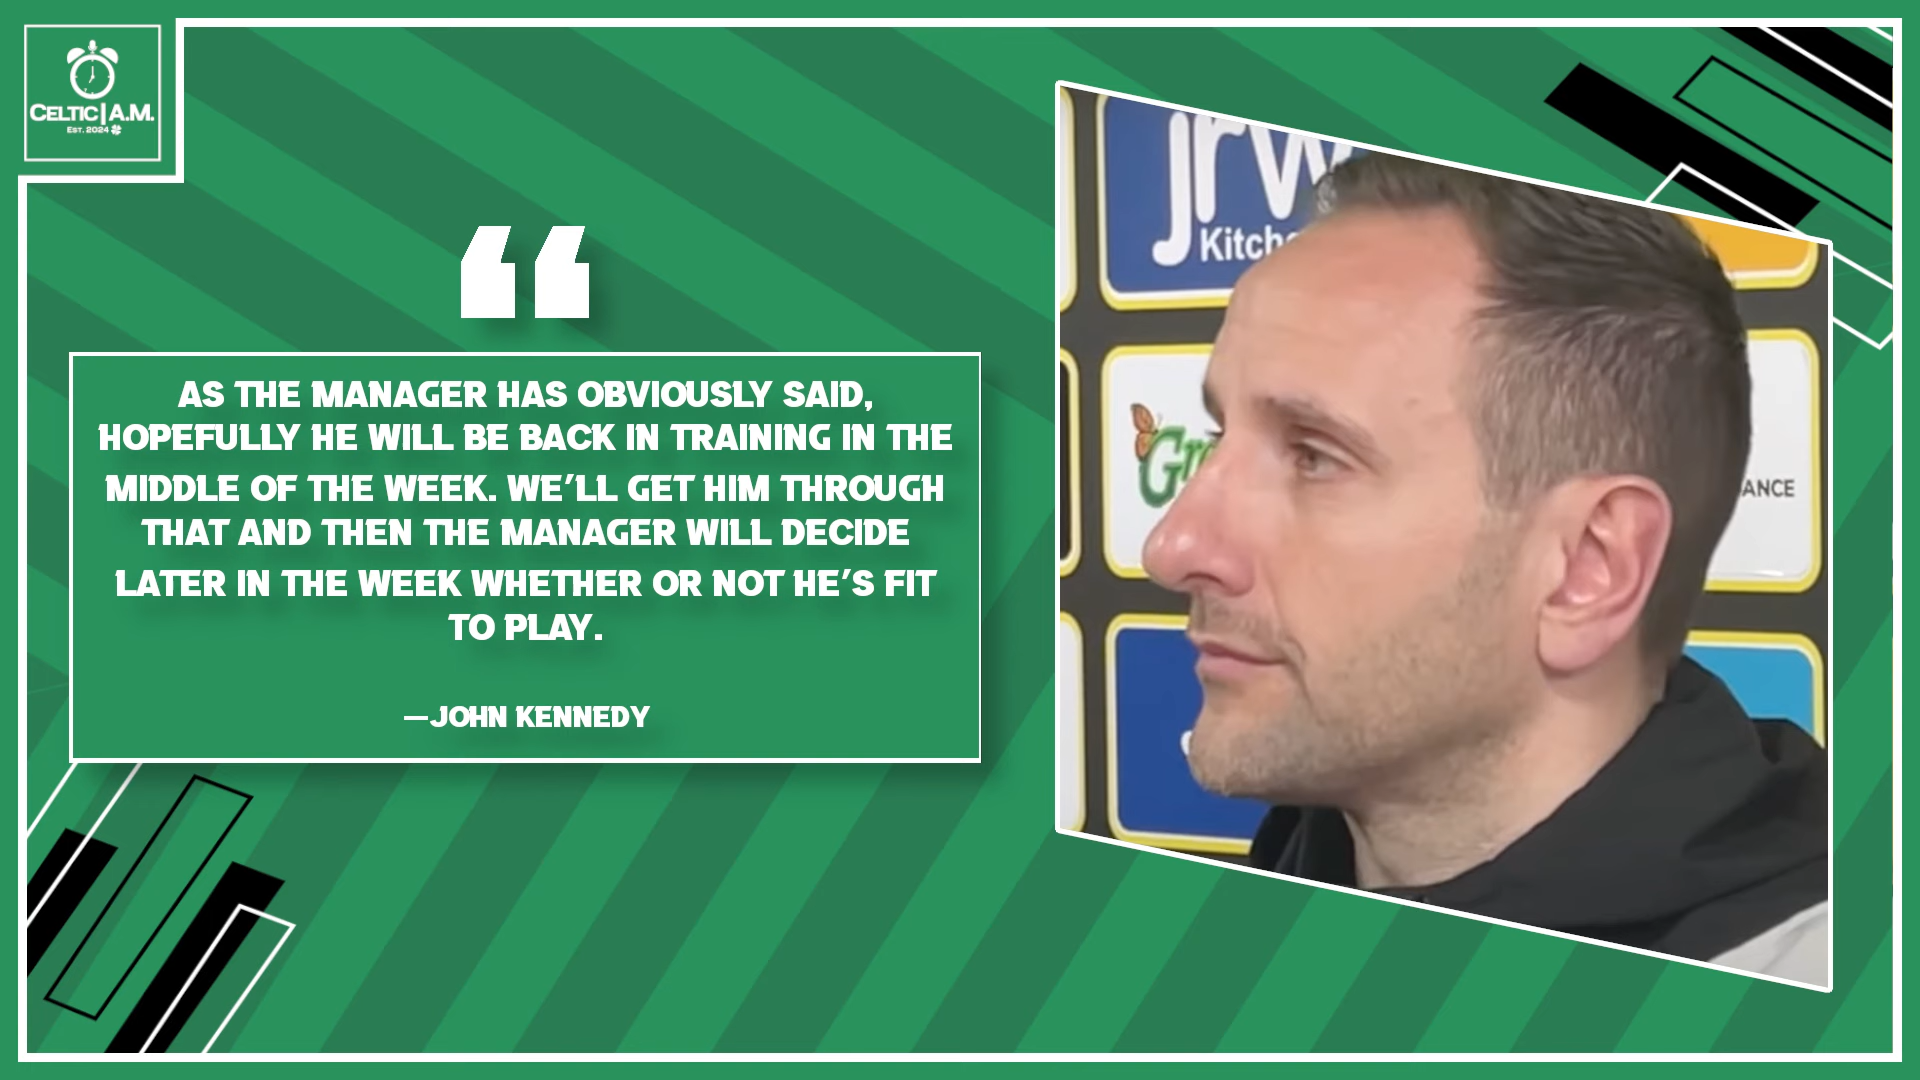 CELTIC|A.M.
EST. 2024
AS THE MANAGER HAS OBVIOUSLY SAID,
HOPEFULLY HE WILL BE BACK IN TRAINING IN THE
MIDDLE OF THE WEEK. WE'LL GET HIM THROUGH
THAT AND THEN THE MANAGER WILL DECIDE
LATER IN THE WEEK WHETHER OR NOT HE'S FIT
TO PLAY.
—JOHN KENNEDY
jrw